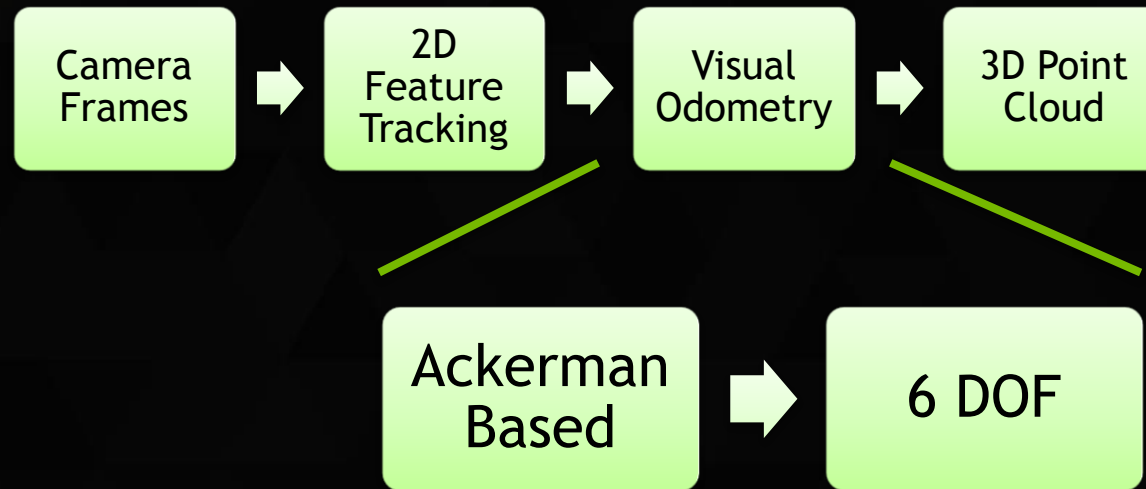 Camera
Frames
2D
Feature
Tracking
Visual
Odometry
3D Point
Cloud
Ackerman
Based
6 DOF